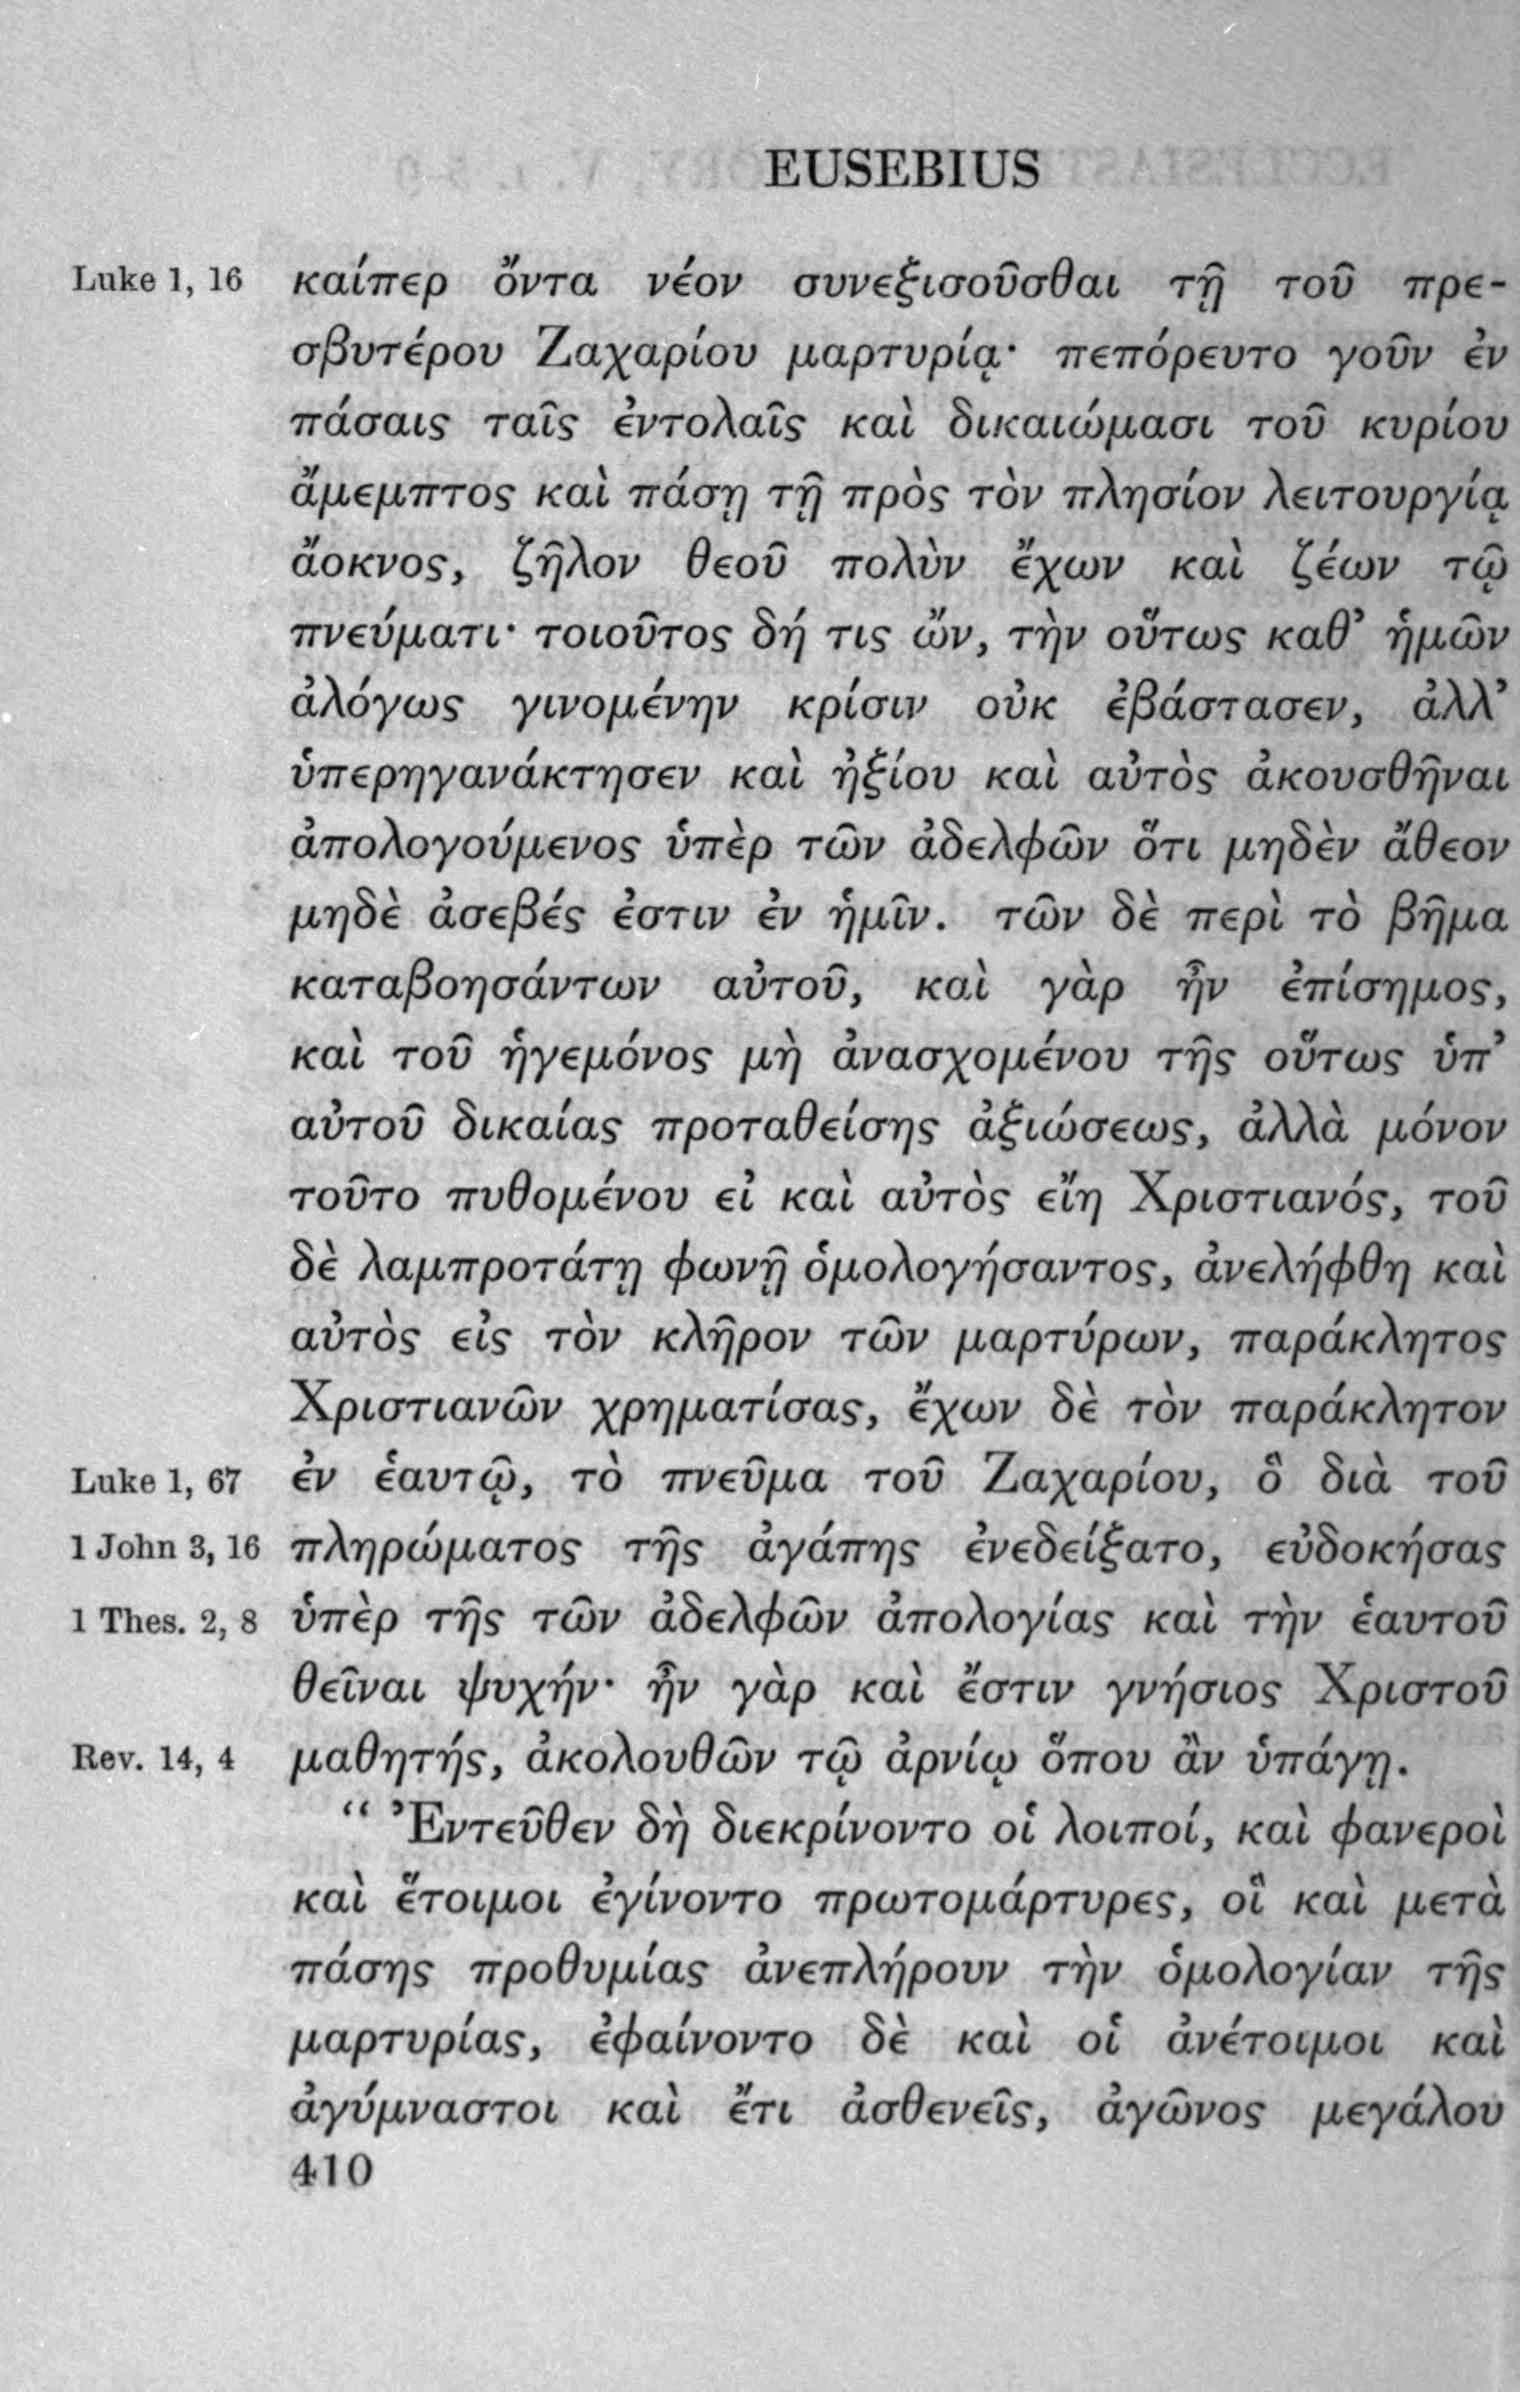 EUSEBIUS
Luke 1, 16 καίπερ ὄντα νέον συνεξισοῦσθαι τῇ τοῦ πρε-
σβυτέρου Ζαχαρίου μαρτυρίᾳ· πεπόρευτο γοῦν ἐν
πάσαις ταῖς ἐντολαῖς καὶ δικαιώμασι τοῦ κυρίου
ἄμεμπτος καὶ πάσῃ τῇ πρὸς τὸν πλησίον λειτουργίᾳ
ἄοκνος, ζῆλον θεοῦ πολὺν ἔχων καὶ ζέων τῷ
πνεύματι· τοιοῦτος δή τις ὤν, τὴν οὕτως καθ’ ἡμῶν
ἀλόγως γινομένην κρίσιν οὐκ ἐβάστασεν, ἀλλ’
ὑπερηγανάκτησεν καὶ ἠξίου καὶ αὐτὸς ἀκουσθῆναι
ἀπολογούμενος ὑπὲρ τῶν ἀδελφῶν ὅτι μηδὲν ἄθεον
μηδὲ ἀσεβές ἐστιν ἐν ἡμῖν. τῶν δὲ περὶ τὸ βῆμα
καταβοησάντων αὐτοῦ, καὶ γὰρ ἦν ἐπίσημος,
καὶ τοῦ ἡγεμόνος μὴ ἀνασχομένου τῆς οὕτως ὑπ’
αὐτοῦ δικαίας προταθείσης ἀξιώσεως, ἀλλὰ μόνον
τοῦτο πυθομένου εἰ καὶ αὐτὸς εἴη Χριστιανός, τοῦ
δὲ λαμπροτάτῃ φωνῇ ὁμολογήσαντος, ἀνελήφθη καὶ
αὐτὸς εἰς τὸν κλῆρον τῶν μαρτύρων, παράκλητος
Χριστιανῶν χρηματίσας, ἔχων δὲ τὸν παράκλητον
Luke 1, 67 ἐν ἑαυτῷ, τὸ πνεῦμα τοῦ Ζαχαρίου, ὃ διὰ τοῦ
1 John 3, 16 πληρώματος τῆς ἀγάπης ἐνεδείξατο, εὐδοκήσας
1 Thes. 2, 8 ὑπὲρ τῆς τῶν ἀδελφῶν ἀπολογίας καὶ τὴν ἑαυτοῦ
θεῖναι ψυχήν· ἦν γὰρ καὶ ἔστιν γνήσιος Χριστοῦ
Rev. 14, 4 μαθητής, ἀκολουθῶν τῷ ἀρνίῳ ὅπου ἂν ὑπάγῃ.
“ Ἐντεῦθεν δὴ διεκρίνοντο οἱ λοιποί, καὶ φανεροὶ
καὶ ἕτοιμοι ἐγίνοντο πρωτομάρτυρες, οἳ καὶ μετὰ
πάσης προθυμίας ἀνεπλήρουν τὴν ὁμολογίαν τῆς
μαρτυρίας, ἐφαίνοντο δὲ καὶ οἱ ἀνέτοιμοι καὶ
ἀγύμναστοι καὶ ἔτι ἀσθενεῖς, ἀγῶνος μεγάλου
410